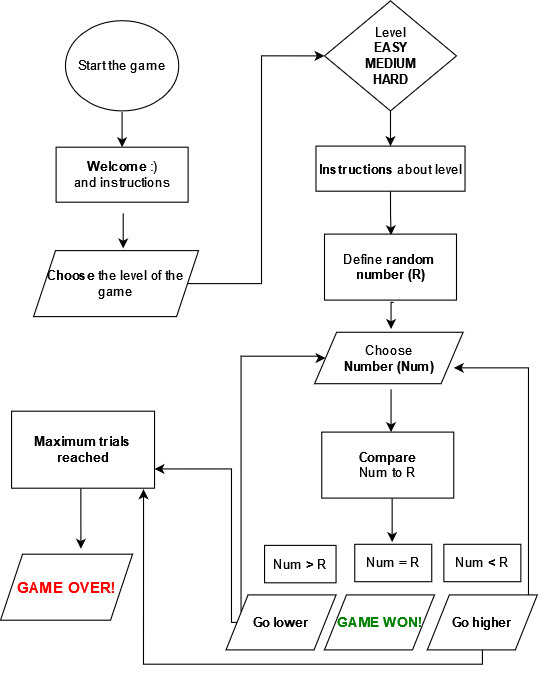 Start the game
Welcome :)
and instructions
Choose the level of the
game
Level
EASY
MEDIUM
HARD
Instructions about level
Define random
number (R)
Choose
Number (Num)
Compare
Num to R
Maximum trials
reached
GAME OVER!
Num > R
Num = R
Num < R
Go lower
GAME WON!
Go higher